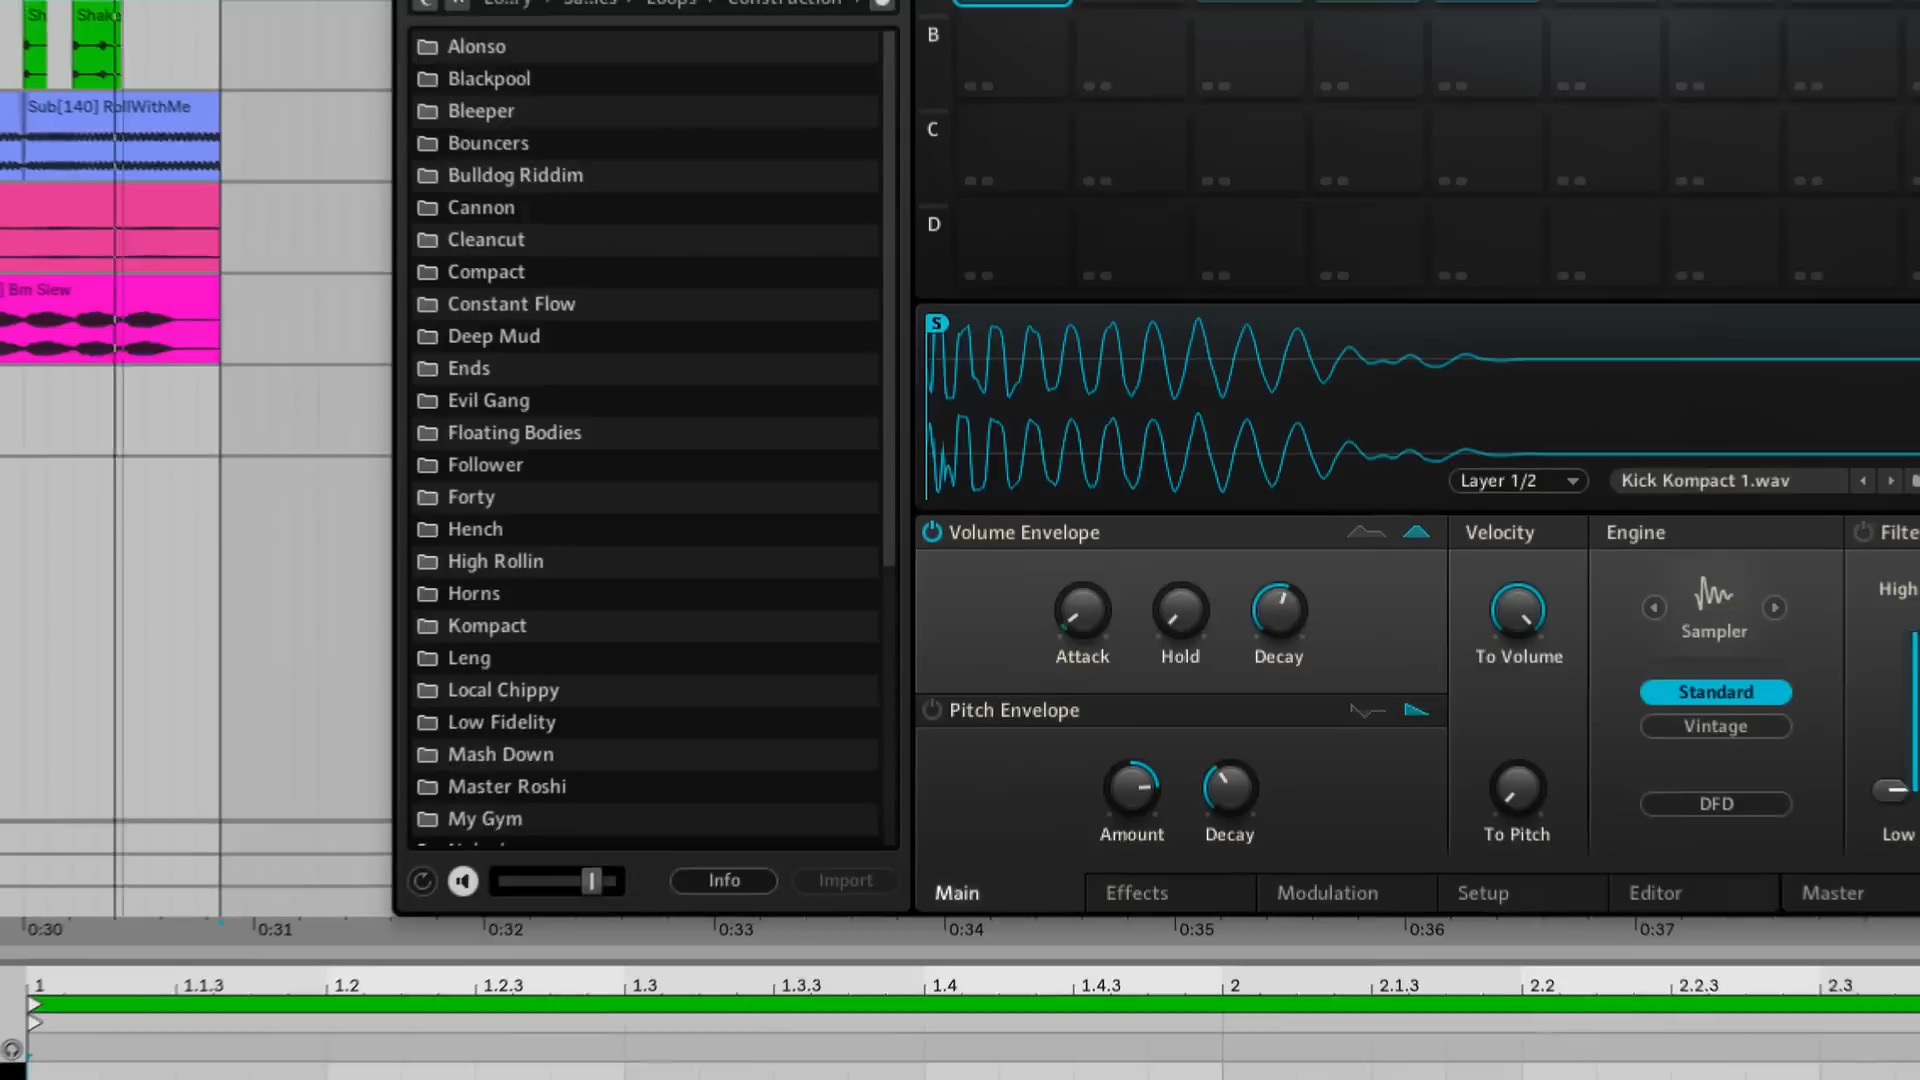 Sh
Shake
Sub[140] RollWithMe
] Bm Slew
Loops
Construction
Alonso
Blackpool
Bleeper
Bouncers
Bulldog Riddim
Cannon
Cleancut
Compact
Constant Flow
Deep Mud
Ends
Evil Gang
Floating Bodies
Follower
Forty
Hench
High Rollin
Horns
Kompact
Leng
Local Chippy
Low Fidelity
Mash Down
Master Roshi
My Gym
Info
Import
B
C
D
S
Layer 1/2
Kick Kompact 1.wav
Volume Envelope
Velocity
Engine
Filte
Attack
Hold
Decay
To Volume
Sampler
High
Standard
Vintage
Pitch Envelope
DFD
Amount
Decay
To Pitch
Low
Main
Effects
Modulation
Setup
Editor
Master
0:30
0:31
0:32
0:33
0:34
0:35
0:36
0:37
1
1.1.3
1.2
1.2.3
1.3
1.3.3
1.4
1.4.3
2
2.1.3
2.2
2.2.3
2.3